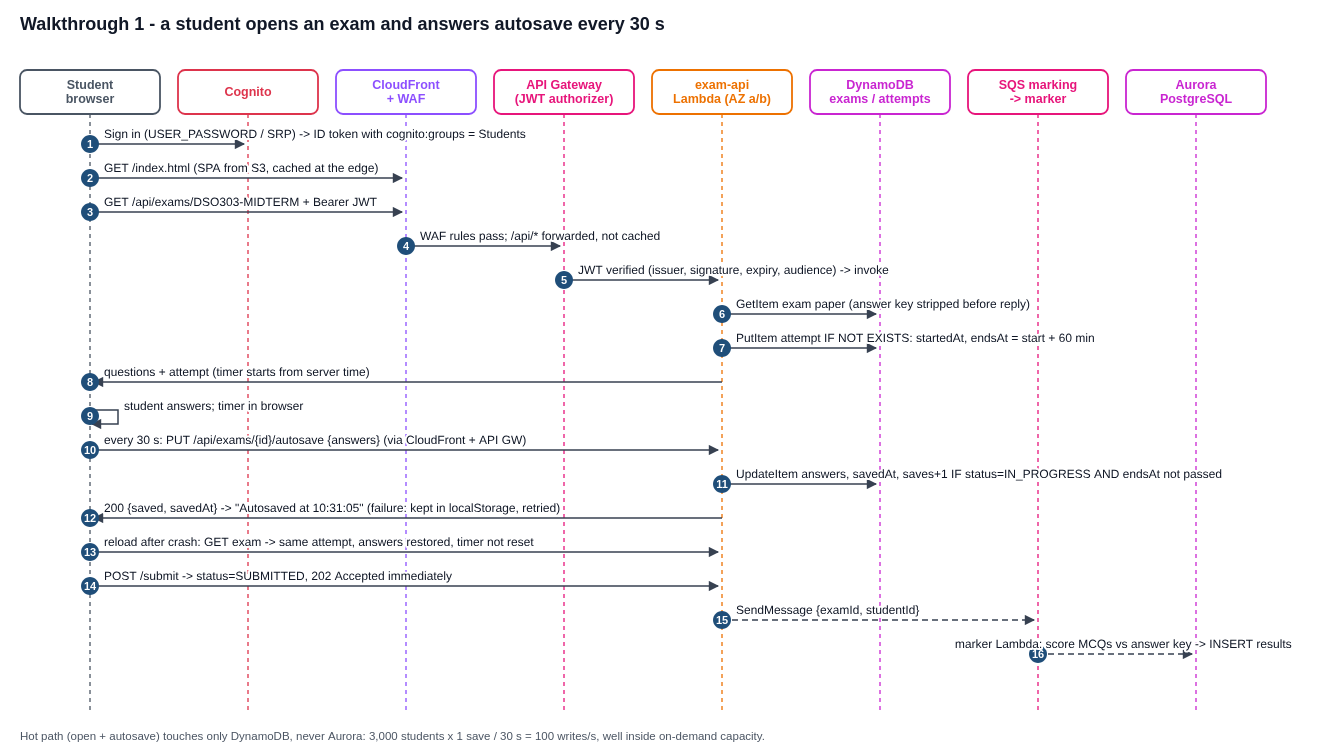 Walkthrough 1 - a student opens an exam and answers autosave every 30 s
Student
browser
Cognito
CloudFront
+ WAF
API Gateway
(JWT authorizer)
exam-api
Lambda (AZ a/b)
DynamoDB
exams / attempts
SQS marking
-> marker
Aurora
PostgreSQL
1 Sign in (USER_PASSWORD / SRP) -> ID token with cognito:groups = Students
2 GET /index.html (SPA from S3, cached at the edge)
3 GET /api/exams/DSO303-MIDTERM + Bearer JWT
4 WAF rules pass; /api/* forwarded, not cached
5 JWT verified (issuer, signature, expiry, audience) -> invoke
6 GetItem exam paper (answer key stripped before reply)
7 PutItem attempt IF NOT EXISTS: startedAt, endsAt = start + 60 min
8 questions + attempt (timer starts from server time)
9 student answers; timer in browser
10 every 30 s: PUT /api/exams/{id}/autosave {answers} (via CloudFront + API GW)
11 UpdateItem answers, savedAt, saves+1 IF status=IN_PROGRESS AND endsAt not passed
12 200 {saved, savedAt} -> "Autosaved at 10:31:05" (failure: kept in localStorage, retried)
13 reload after crash: GET exam -> same attempt, answers restored, timer not reset
14 POST /submit -> status=SUBMITTED, 202 Accepted immediately
15 SendMessage {examId, studentId}
16 marker Lambda: score MCQs vs answer key -> INSERT results
Hot path (open + autosave) touches only DynamoDB, never Aurora: 3,000 students x 1 save / 30 s = 100 writes/s, well inside on-demand capacity.